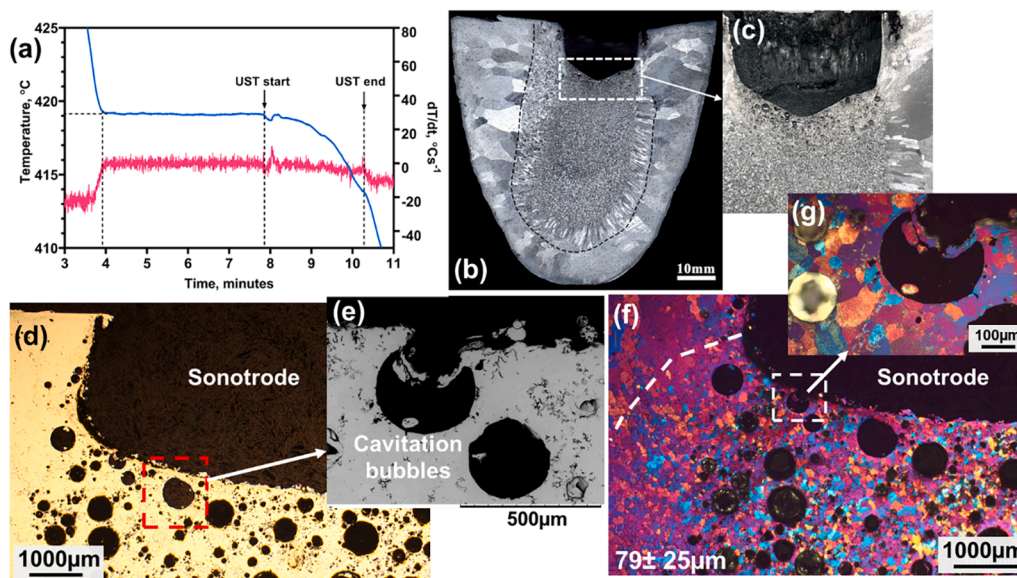 (a)
425
420
415
410
Temperature, °C
3 4 5 6 7 8 9 10 11
Time, minutes
80
60
40
20
0
-20
-40
dT/dt, °Cs⁻¹
UST start
UST end
(b)
10mm
(c)
(d)
Sonotrode
1000μm
(e)
Cavitation
bubbles
500μm
(f)
Sonotrode
79± 25μm
1000μm
(g)
100μm